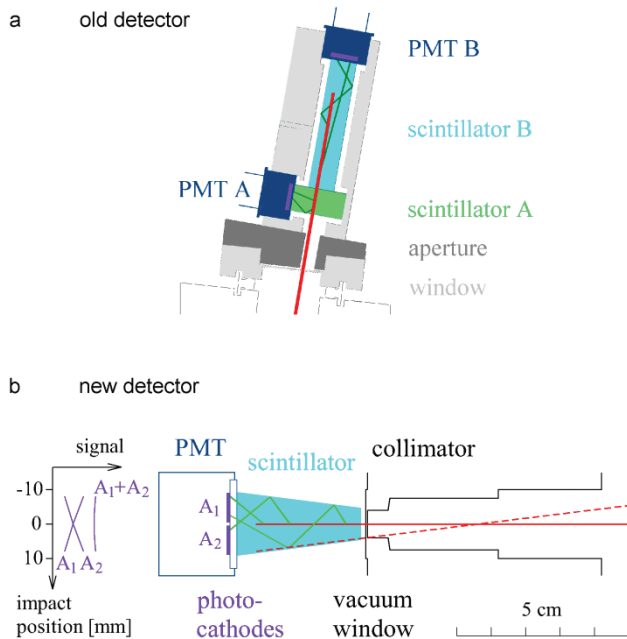 a old detector
PMT B
scintillator B
PMT A
scintillator A
aperture
window
b new detector
signal
PMT
scintillator
collimator
-10
0
10
A₁+A₂
A₁ A₂
A₁
A₂
impact
position [mm]
photo-
cathodes
vacuum
window
5 cm